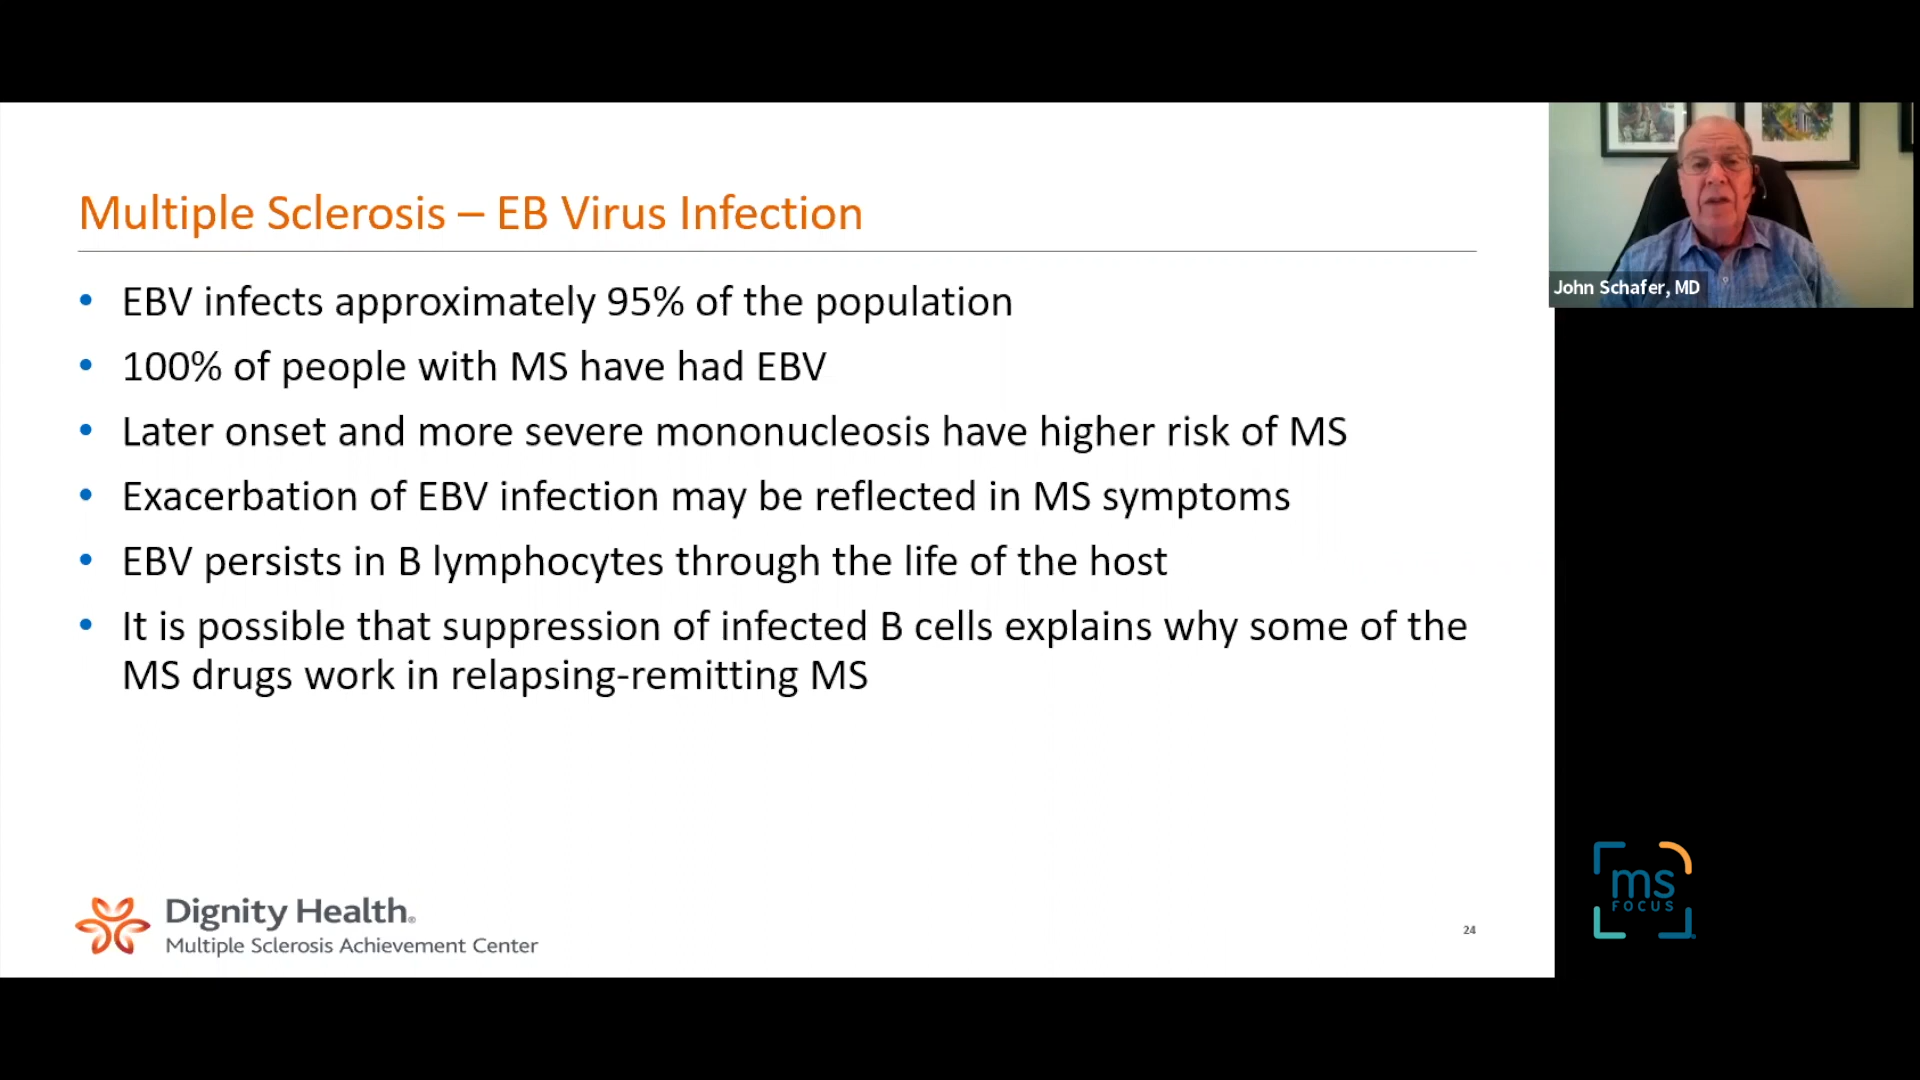 Multiple Sclerosis – EB Virus Infection
• EBV infects approximately 95% of the population
• 100% of people with MS have had EBV
• Later onset and more severe mononucleosis have higher risk of MS
• Exacerbation of EBV infection may be reflected in MS symptoms
• EBV persists in B lymphocytes through the life of the host
• It is possible that suppression of infected B cells explains why some of the
MS drugs work in relapsing-remitting MS
Dignity Health®
Multiple Sclerosis Achievement Center
24
John Schafer, MD
ms
FOCUS